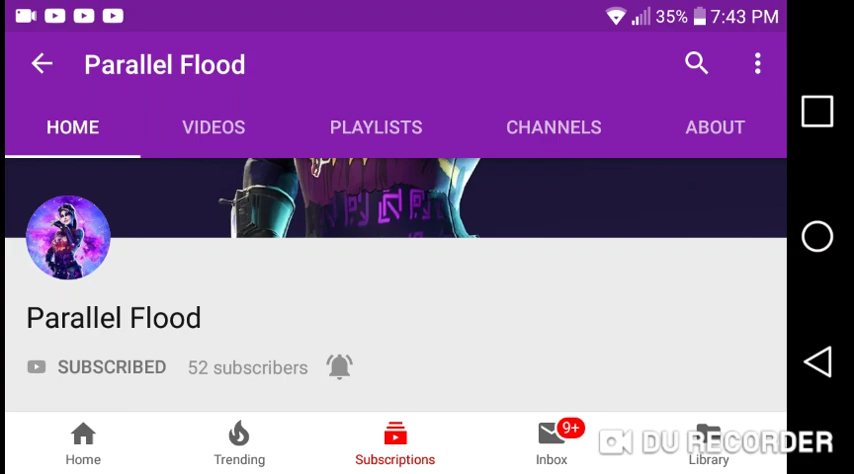 35% 7:43 PM
Parallel Flood
HOME VIDEOS PLAYLISTS CHANNELS ABOUT
Parallel Flood
SUBSCRIBED 52 subscribers
9+
DU RECORDER
Home Trending Subscriptions Inbox Library